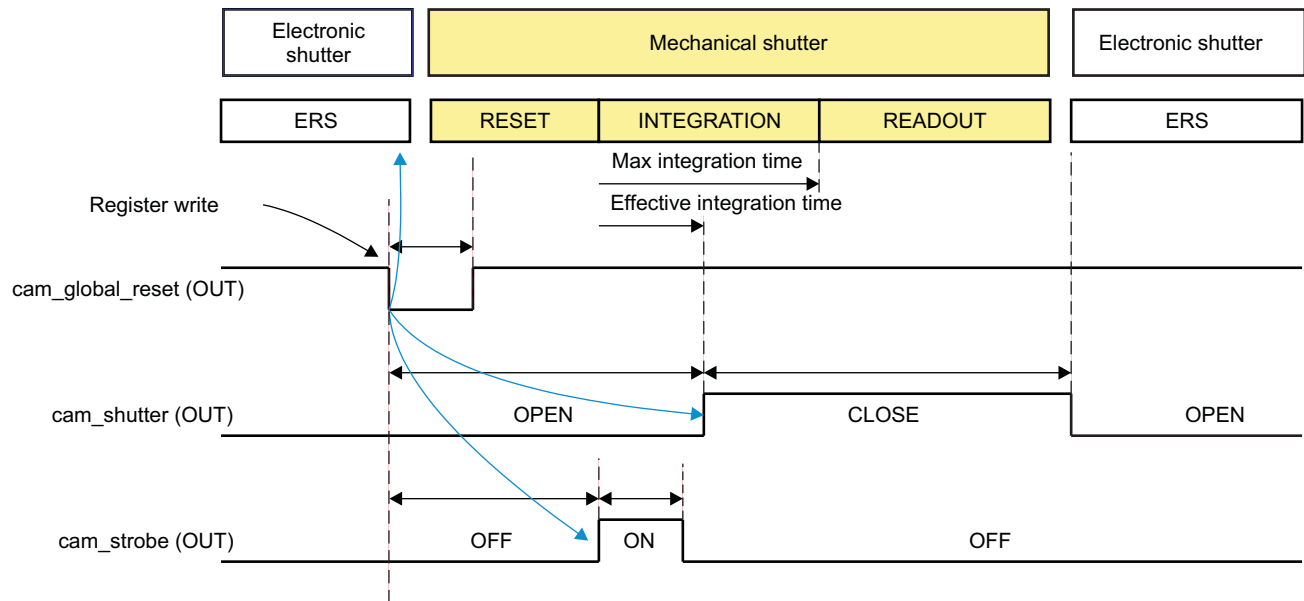 Electronic
shutter
Mechanical shutter
Electronic shutter
ERS
RESET
INTEGRATION
READOUT
ERS
Max integration time
Effective integration time
Register write
cam_global_reset (OUT)
cam_shutter (OUT)
OPEN
CLOSE
OPEN
cam_strobe (OUT)
OFF
ON
OFF